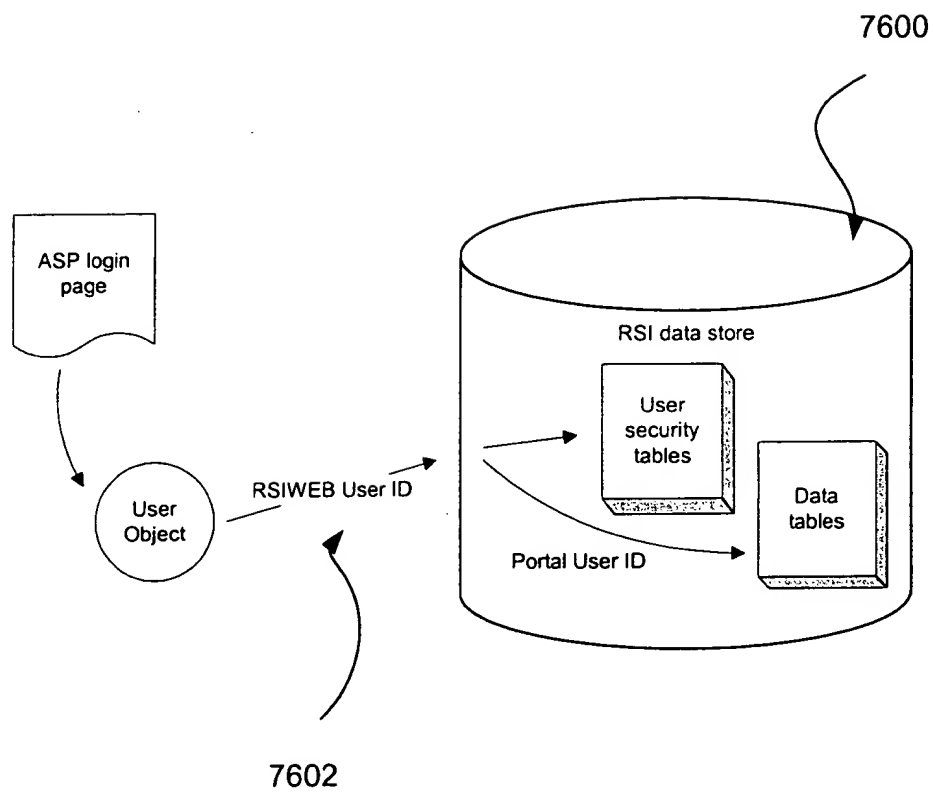 7600
ASP login
page
RSI data store
User
security
tables
RSIWEB User ID
User
Object
Data
tables
Portal User ID
7602